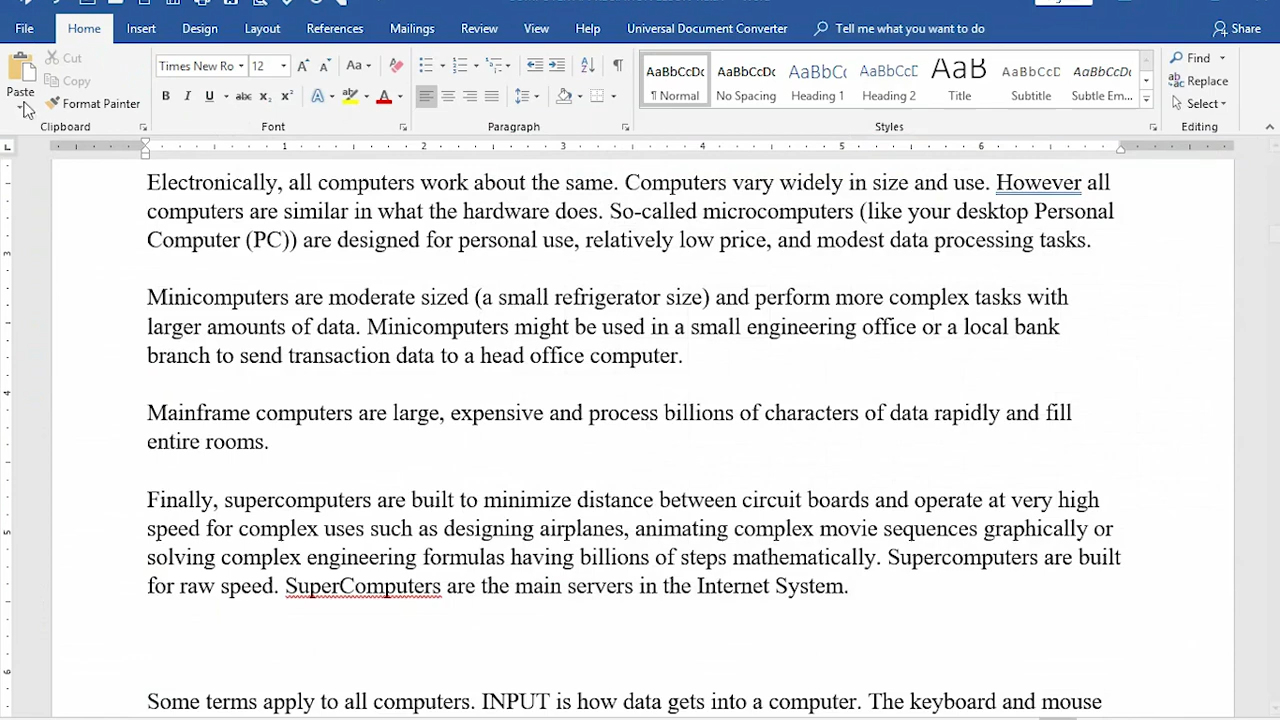 File Home Insert Design Layout References Mailings Review View Help Universal Document Converter Tell me what you want to do Share
Paste
Cut
Copy
Format Painter
Clipboard
Times New Ro 12 Aa
B I U abc x2 x2 A A
Font
Paragraph
AaBbCcDc AaBbCcDc AaBbC AaBbCcD AaB AaBbCcD AaBbCcDc
¶ Normal No Spacing Heading 1 Heading 2 Title Subtitle Subtle Em...
Styles
Find
Replace
Select
Editing
1 2 3 4 5 6
Electronically, all computers work about the same. Computers vary widely in size and use. However all
computers are similar in what the hardware does. So-called microcomputers (like your desktop Personal
Computer (PC)) are designed for personal use, relatively low price, and modest data processing tasks.
Minicomputers are moderate sized (a small refrigerator size) and perform more complex tasks with
larger amounts of data. Minicomputers might be used in a small engineering office or a local bank
branch to send transaction data to a head office computer.
Mainframe computers are large, expensive and process billions of characters of data rapidly and fill
entire rooms.
Finally, supercomputers are built to minimize distance between circuit boards and operate at very high
speed for complex uses such as designing airplanes, animating complex movie sequences graphically or
solving complex engineering formulas having billions of steps mathematically. Supercomputers are built
for raw speed. SuperComputers are the main servers in the Internet System.
Some terms apply to all computers. INPUT is how data gets into a computer. The keyboard and mouse